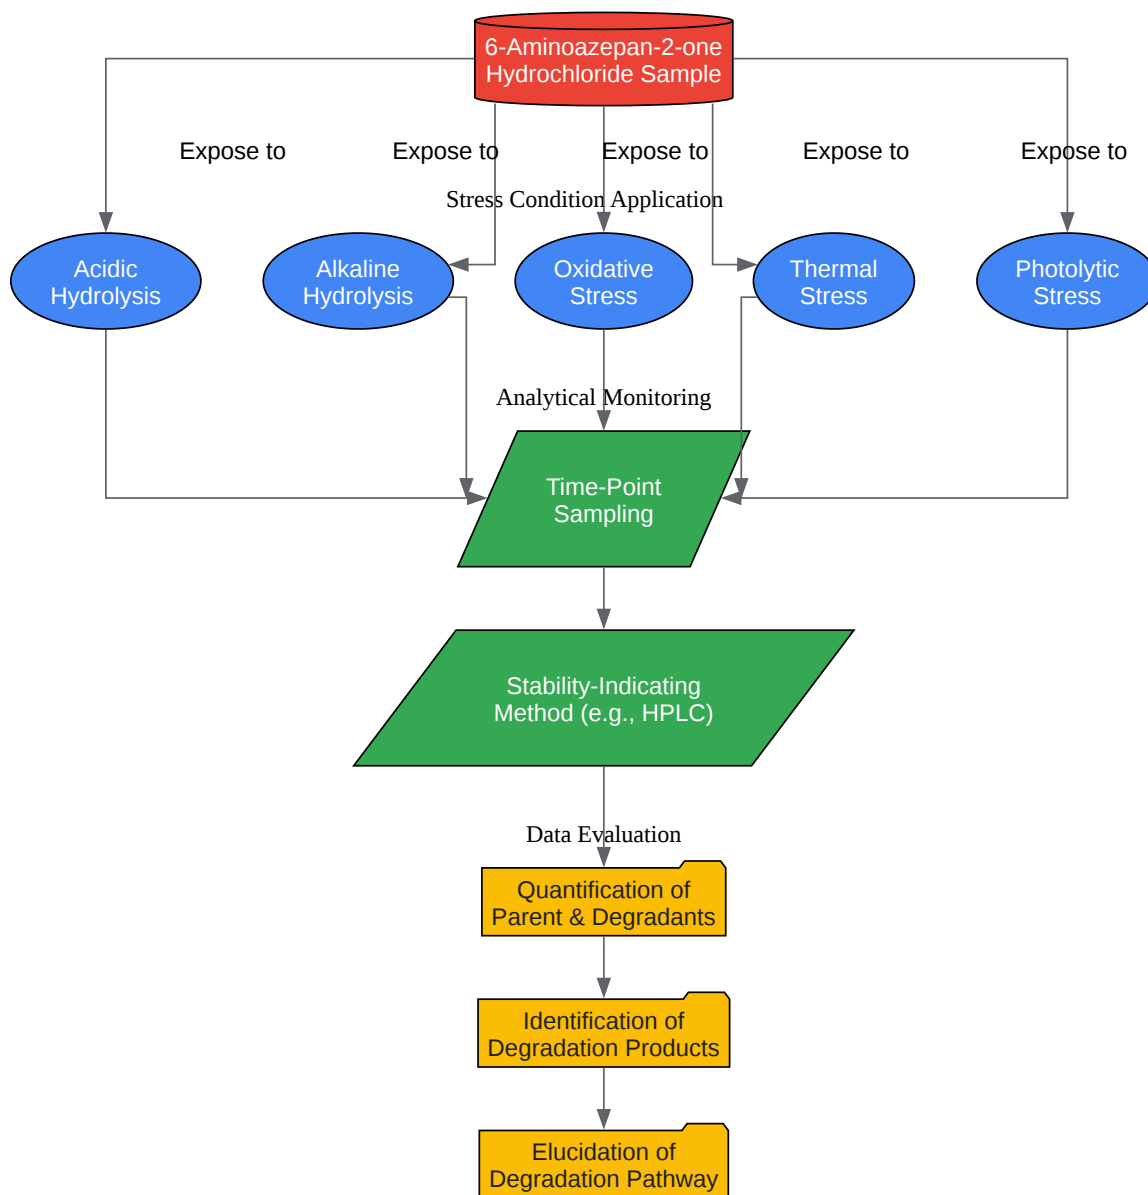 6-Aminoazepan-2-one
Hydrochloride Sample
Expose to
Expose to
Expose to
Expose to
Expose to
Stress Condition Application
Acidic
Hydrolysis
Alkaline
Hydrolysis
Oxidative
Stress
Thermal
Stress
Photolytic
Stress
Analytical Monitoring
Time-Point
Sampling
Stability-Indicating
Method (e.g., HPLC)
Data Evaluation
Quantification of
Parent & Degradants
Identification of
Degradation Products
Elucidation of
Degradation Pathway